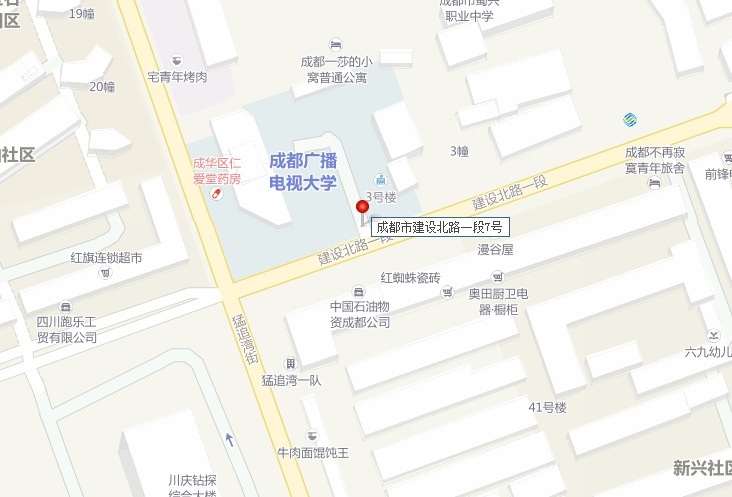 19幢
成都市蜀兴
职业中学
成都一莎的小
窝普通公寓
宅青年烤肉
20幢
社区
成华区仁
爱堂药房
成都广播
电视大学
3号楼
3幢
成都不再寂
寞青年旅舍
前锋电
建设北路一段
成都市建设北路一段7号
建设北路一段
漫谷屋
红旗连锁超市
红蜘蛛瓷砖
奥田厨卫电
器·橱柜
中国石油物
资成都公司
四川跑乐工
贸有限公司
猛追湾街
六九幼儿
猛追湾一队
41号楼
牛肉面馄饨王
新兴社区
川庆钻探
综合大楼